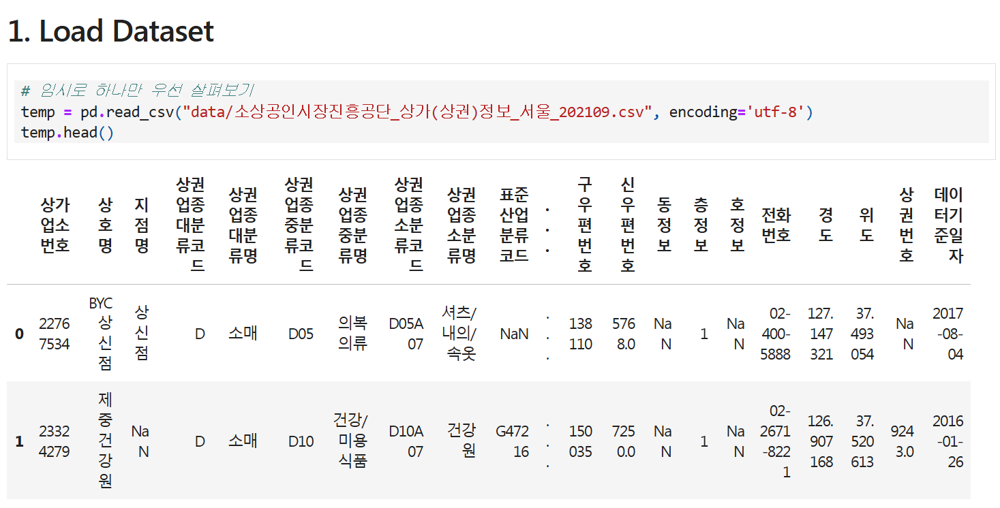 1. Load Dataset
# 임시로 하나만 우선 살펴보기
temp = pd.read_csv("data/소상공인시장진흥공단_상가(상권)정보_서울_202109.csv", encoding='utf-8')
temp.head()
상가업소번호 상호명 지점명 상권업종대분류코드 상권업종대분류명 상권업종중분류코드 상권업종중분류명 상권업종소분류코드 상권업종소분류명 표준산업분류코드 ... 구우편번호 신우편번호 동정보 층정보 호정보 전화번호 경도 위도 상권번호 데이터기준일자
0 22767534 BYC상신점 상신점 D 소매 D05 의복의류 D05A07 셔츠/내의/속옷 NaN ... 138110 5768.0 NaN 1 NaN 02-400-5888 127.147321 37.493054 NaN 2017-08-04
1 23324279 제중건강원 NaN D 소매 D10 건강/미용식품 D10A07 건강원 G47216 ... 150035 7250.0 NaN 1 NaN 02-2671-8221 126.907168 37.520613 9243.0 2016-01-26